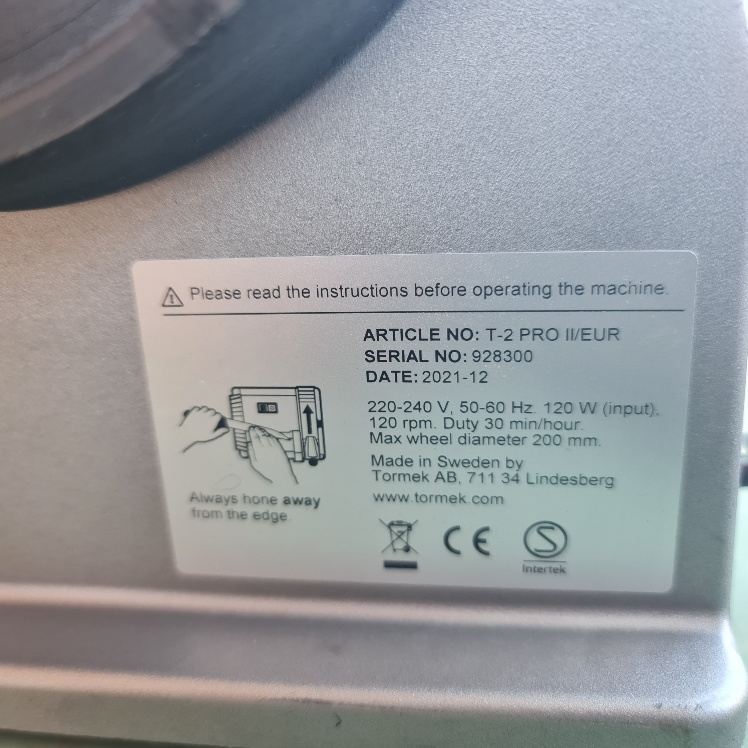 Please read the instructions before operating the machine.
ARTICLE NO: T-2 PRO II/EUR
SERIAL NO: 928300
DATE: 2021-12
220-240 V, 50-60 Hz. 120 W (input),
120 rpm. Duty 30 min/hour.
Max wheel diameter 200 mm.
Made in Sweden by
Tormek AB, 711 34 Lindesberg
www.tormek.com
Always hone away
from the edge
CE
S
Intertek